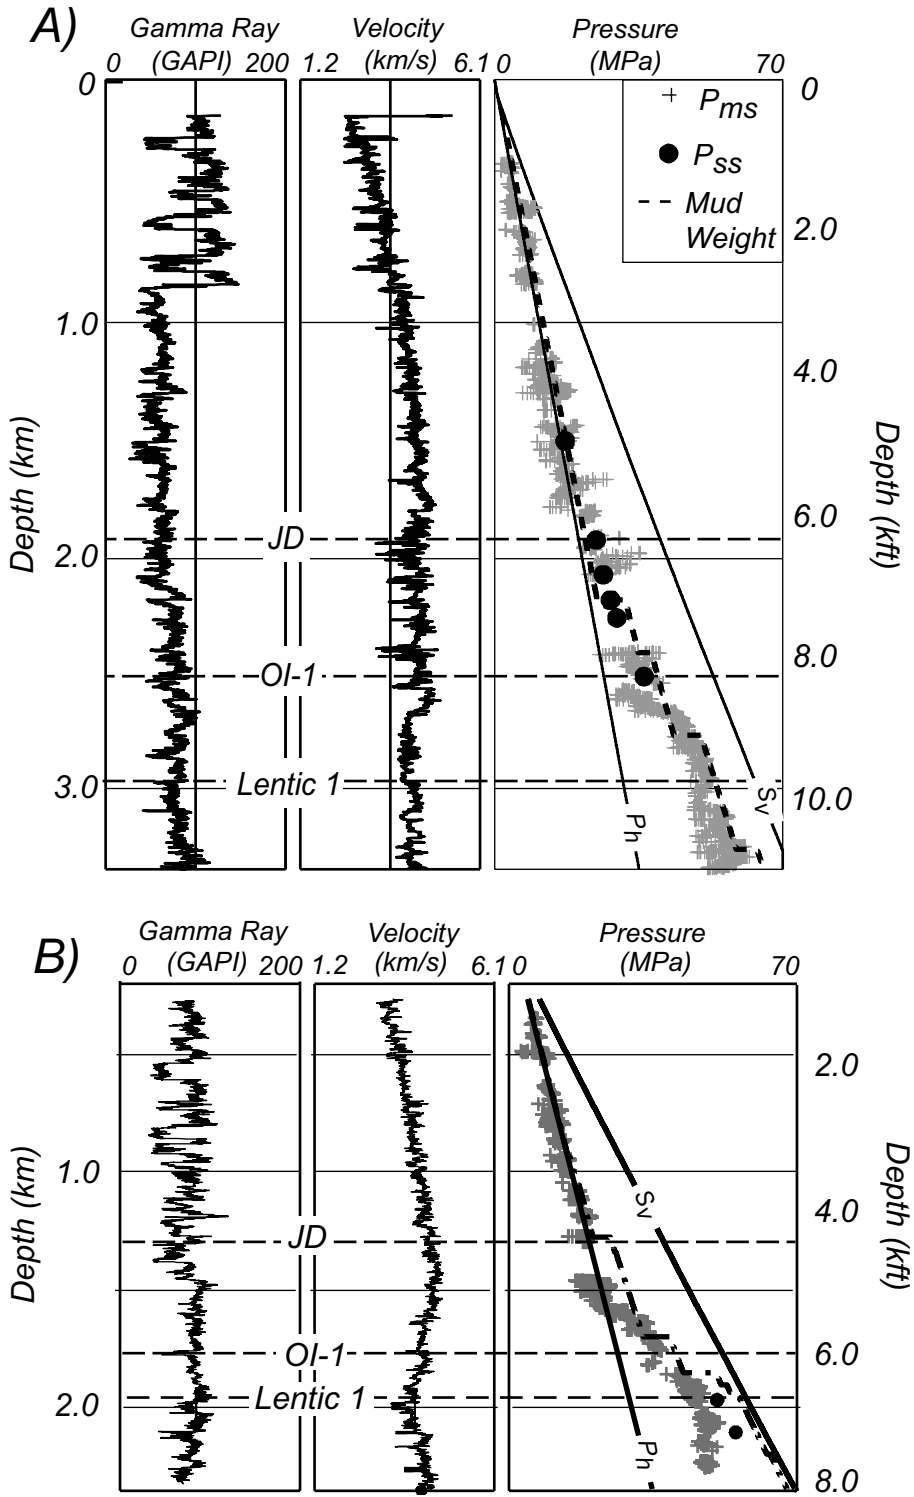 A)
Gamma Ray
(GAPI)
0 200
Velocity
(km/s)
1.2 6.1
Pressure
(MPa)
0 70
P ms
P ss
Mud
Weight
0
1.0
2.0
3.0
Depth (km)
0
2.0
4.0
6.0
8.0
10.0
Depth (kft)
JD
OI-1
Lentic 1
Ph
Sv
B)
Gamma Ray
(GAPI)
0 200
Velocity
(km/s)
1.2 6.1
Pressure
(MPa)
0 70
1.0
2.0
Depth (km)
2.0
4.0
6.0
8.0
Depth (kft)
JD
OI-1
Lentic 1
Sv
Ph